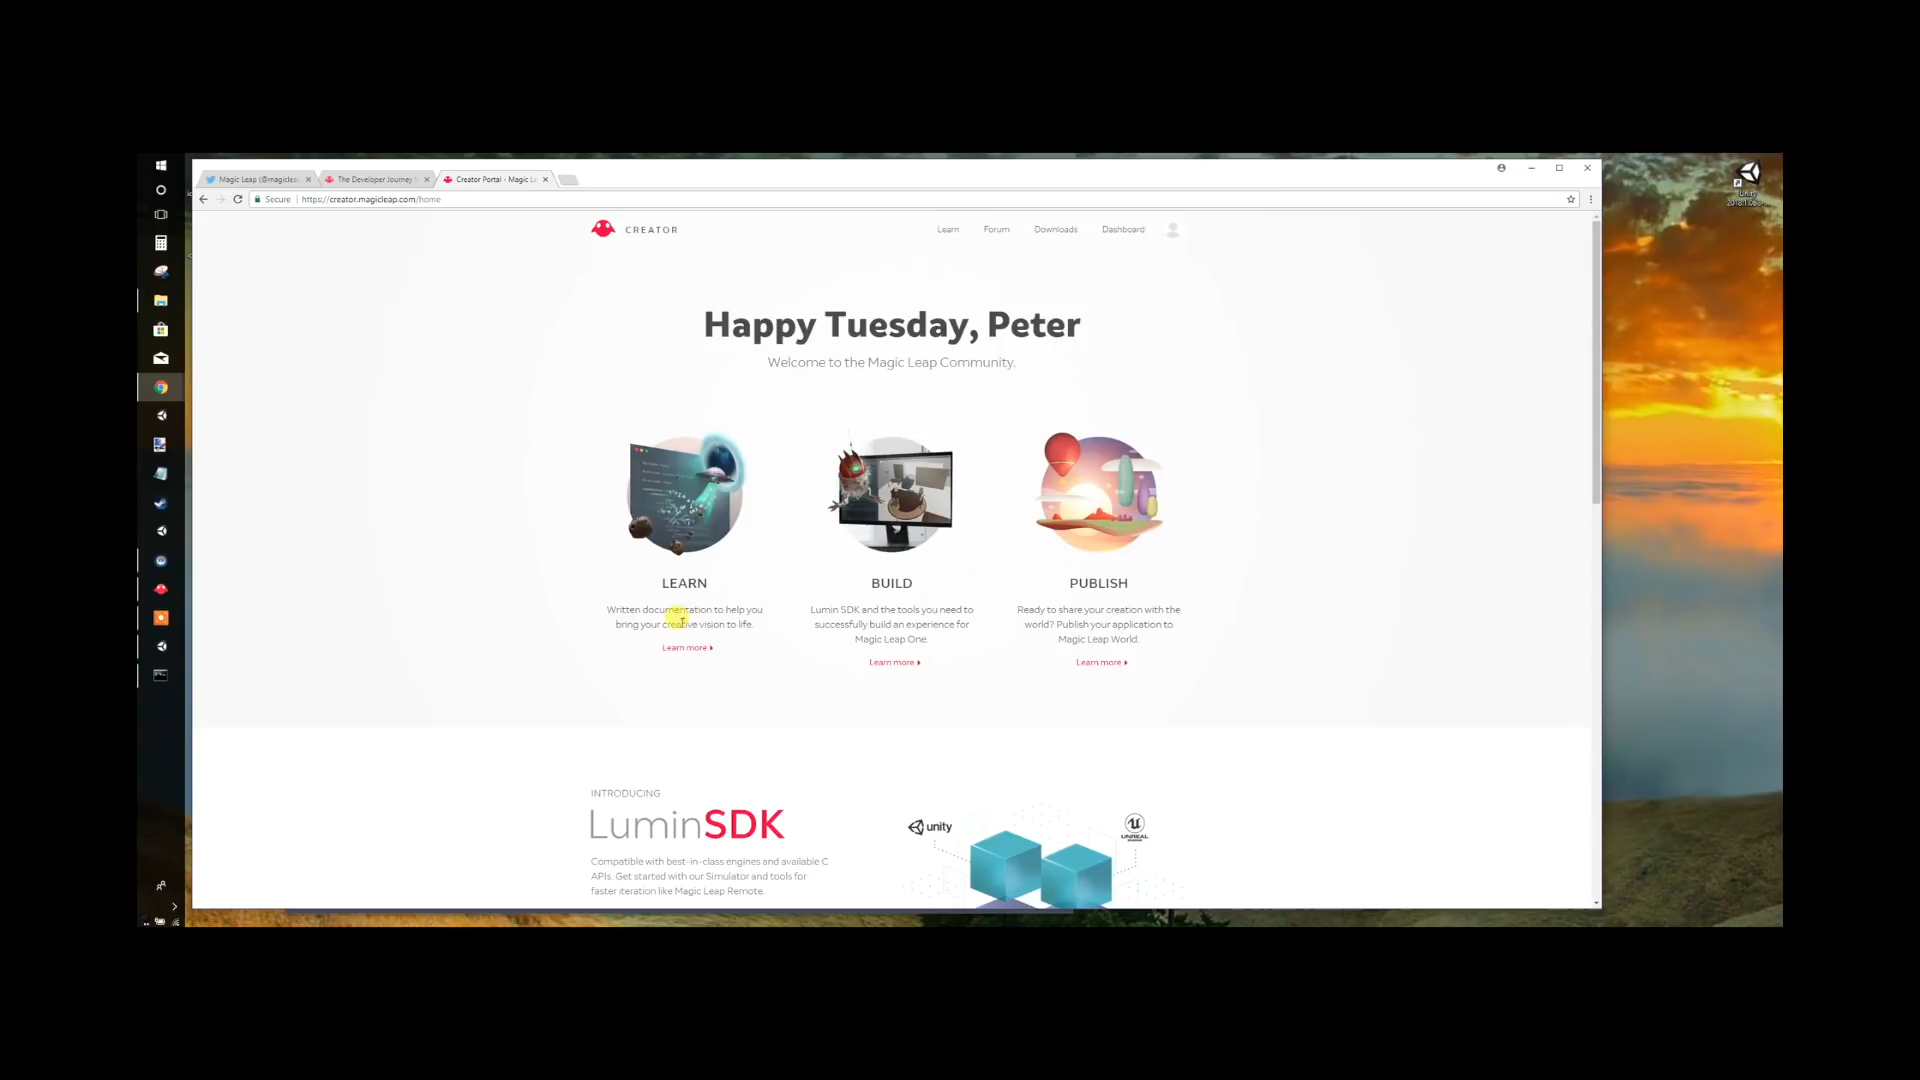 Magic Leap (@magiclea
The Developer Journey
Creator Portal - Magic Le
Secure | https://creator.magicleap.com/home
CREATOR
Learn Forum Downloads Dashboard
Happy Tuesday, Peter
Welcome to the Magic Leap Community.
LEARN
Written documentation to help you
bring your creative vision to life.
Learn more
BUILD
Lumin SDK and the tools you need to
successfully build an experience for
Magic Leap One.
Learn more
PUBLISH
Ready to share your creation with the
world? Publish your application to
Magic Leap World.
Learn more
INTRODUCING
LuminSDK
Compatible with best-in-class engines and available C
APIs. Get started with our Simulator and tools for
faster iteration like Magic Leap Remote.
unity
UNREAL
ENGINE
Unity